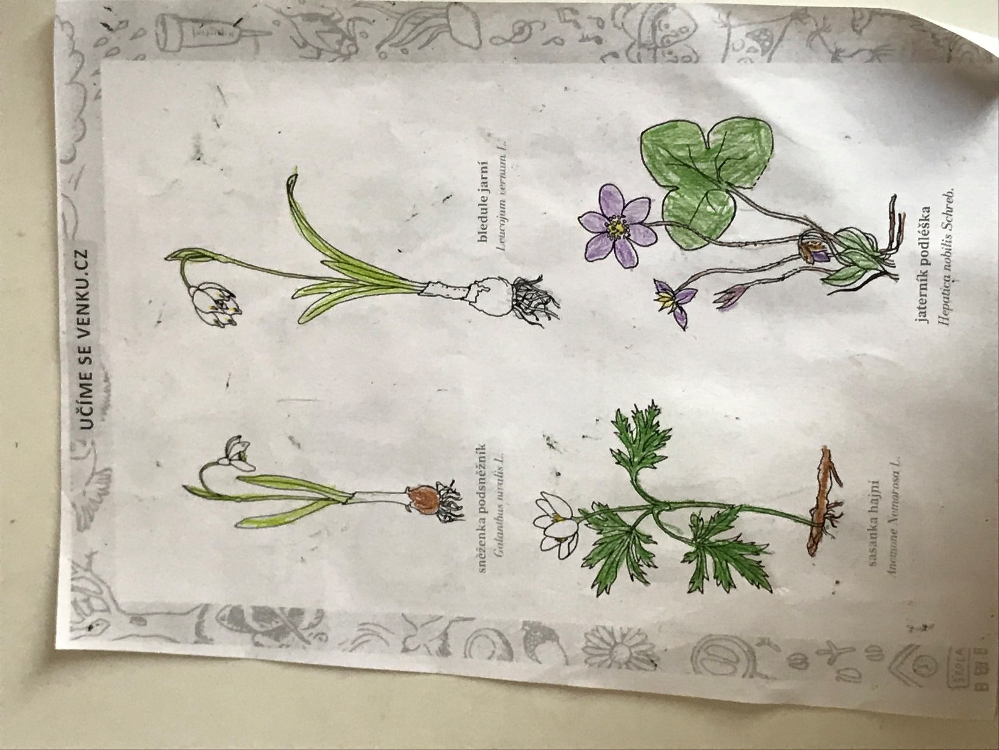 UČÍME SE VENKU.CZ
sněženka podsněžník
Galanthus nivalis L.
bledule jarní
Leucojum vernum L.
sasanka hajní
Anemone Nemorosa L.
jaterník podléška
Hepatica nobilis Schreb.
ŠKOLA